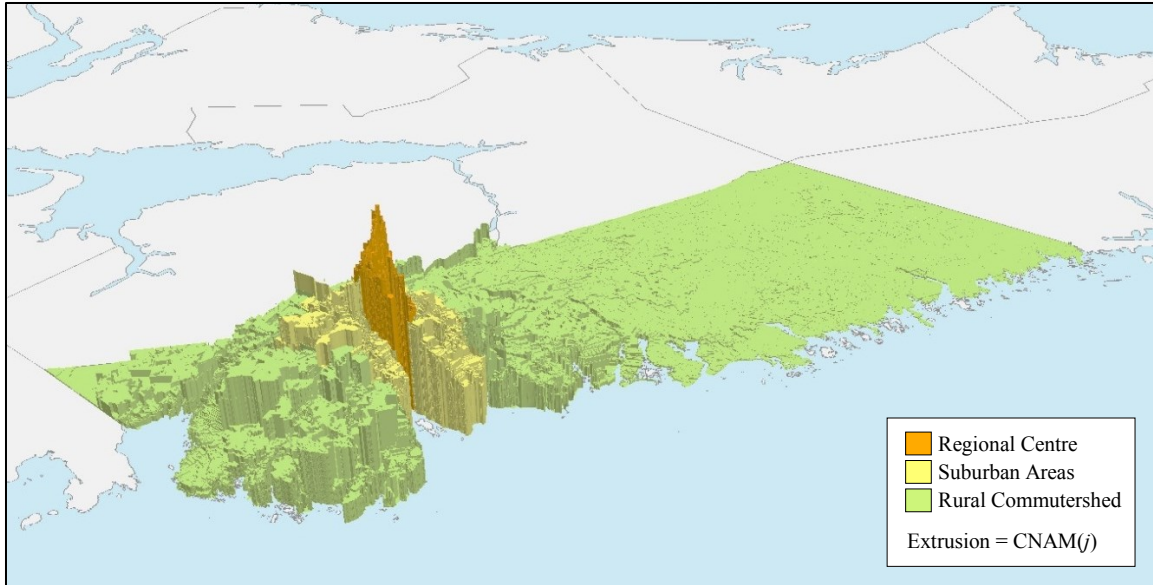 Regional Centre
Suburban Areas
Rural Commutershed
Extrusion = CNAM(j)